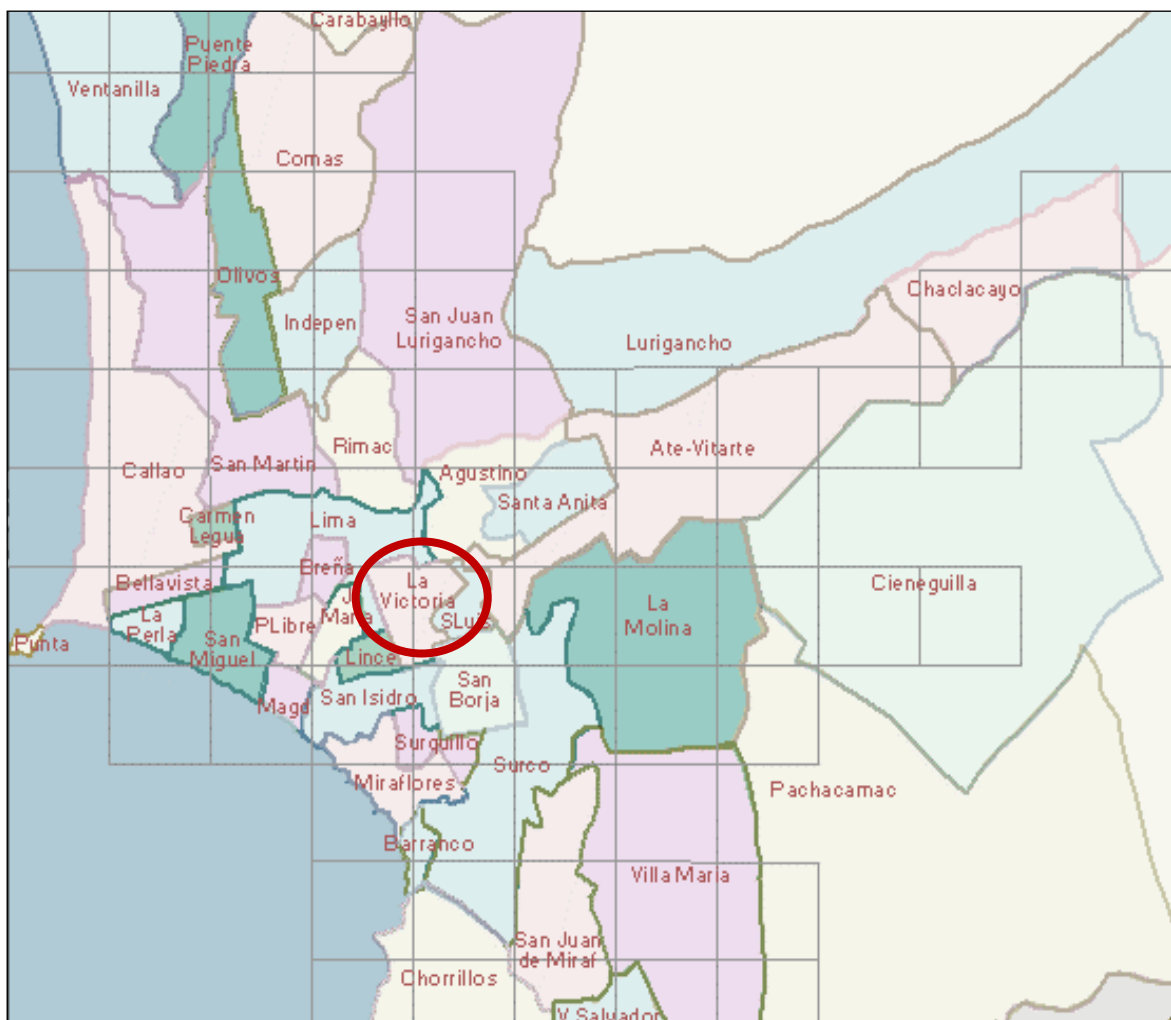 Carabayllo
Puente
Piedra
Ventanilla
Comas
Olivos
Indepen
San Juan
Lurigancho
Lurigancho
Chaclacayo
Callao
San Martin
Rimac
Agustino
Ate-Vitarte
Santa Anita
Carmen
Legua
Lima
Bellavista
Breña
La
Victoria
Cieneguilla
La
Perla
San
Miguel
PLibre
J
Maria
SLuis
La
Molina
Punta
Lince
San
Borja
Magd
San Isidro
Surquillo
Surco
Miraflores
Pachacamac
Barranco
Villa Maria
San Juan
de Miraf
Chorrillos
V.Salvador